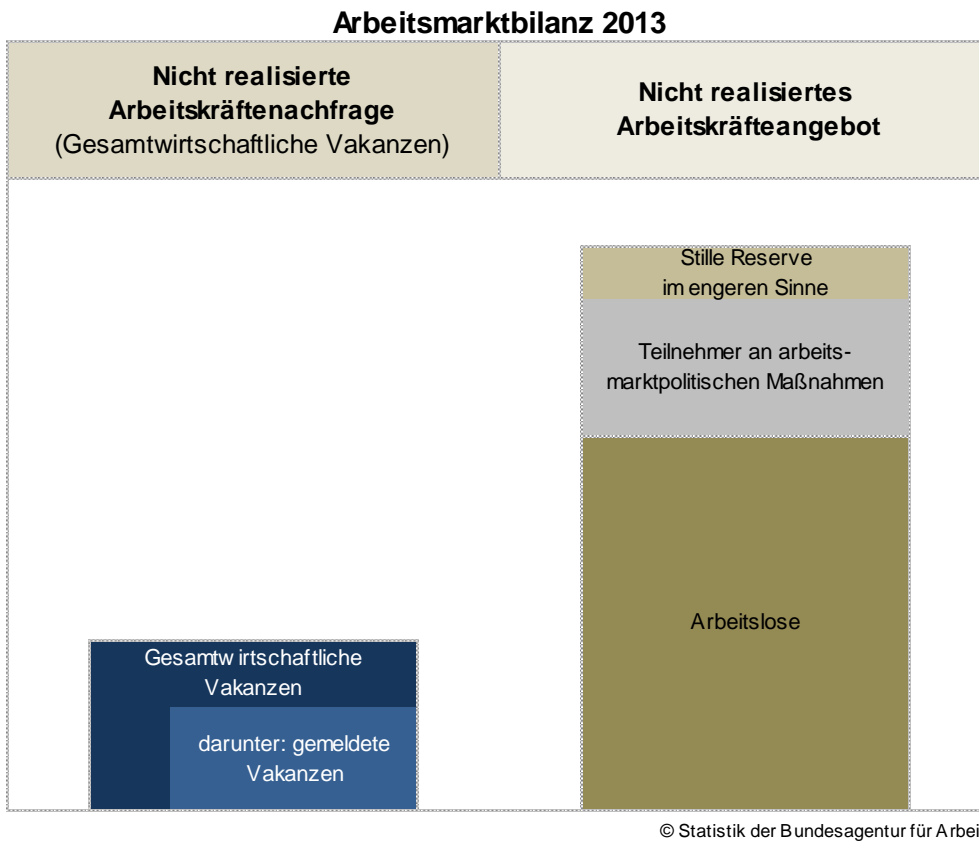 Arbeitsmarktbilanz 2013
Nicht realisierte
Arbeitskräftenachfrage
(Gesamtwirtschaftliche Vakanzen)
Nicht realisiertes
Arbeitskräfteangebot
Stille Reserve
im engeren Sinne
Teilnehmer an arbeits-
marktpolitischen Maßnahmen
Arbeitslose
Gesamtwirtschaftliche
Vakanzen
darunter: gemeldete
Vakanzen
© Statistik der Bundesagentur für Arbei